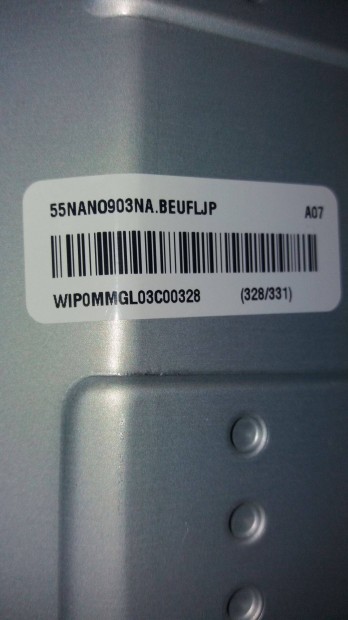 55NANO903NA.BEUFLJP A07
WIP0MMGL03C00328 (328/331)